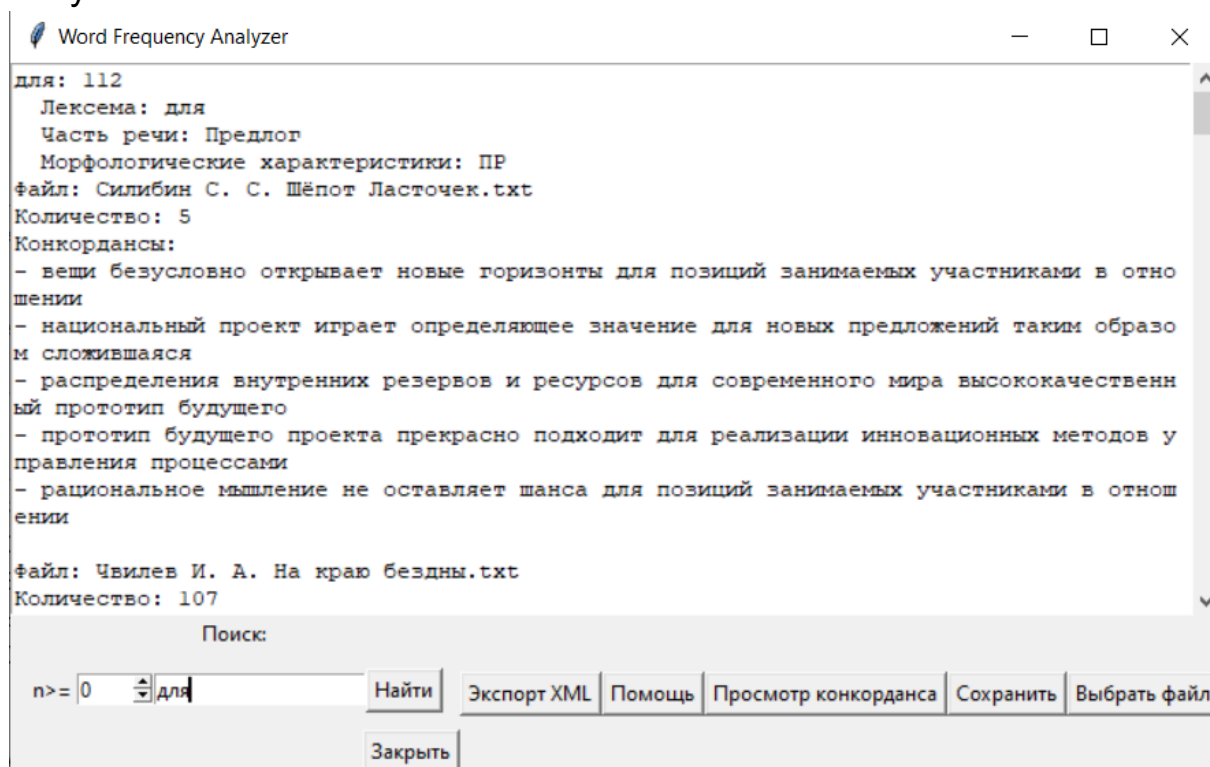 Word Frequency Analyzer
для: 112
Лексема: для
Часть речи: Предлог
Морфологические характеристики: ПР
Файл: Силибин С. С. Шёпот Ласточек.txt
Количество: 5
Конкордансы:
- вещи безусловно открывает новые горизонты для позиций занимаемых участниками в отно
шении
- национальный проект играет определяющее значение для новых предложений таким образо
м сложившаяся
- распределения внутренних резервов и ресурсов для современного мира высококачественн
ый прототип будущего
- прототип будущего проекта прекрасно подходит для реализации инновационных методов у
правления процессами
- рациональное мышление не оставляет шанса для позиций занимаемых участниками в отнош
ении
Файл: Чвилев И. А. На краю бездны.txt
Количество: 107
Поиск:
n>= 0 для Найти Экспорт XML Помощь Просмотр конкорданса Сохранить Выбрать файл
Закрыть